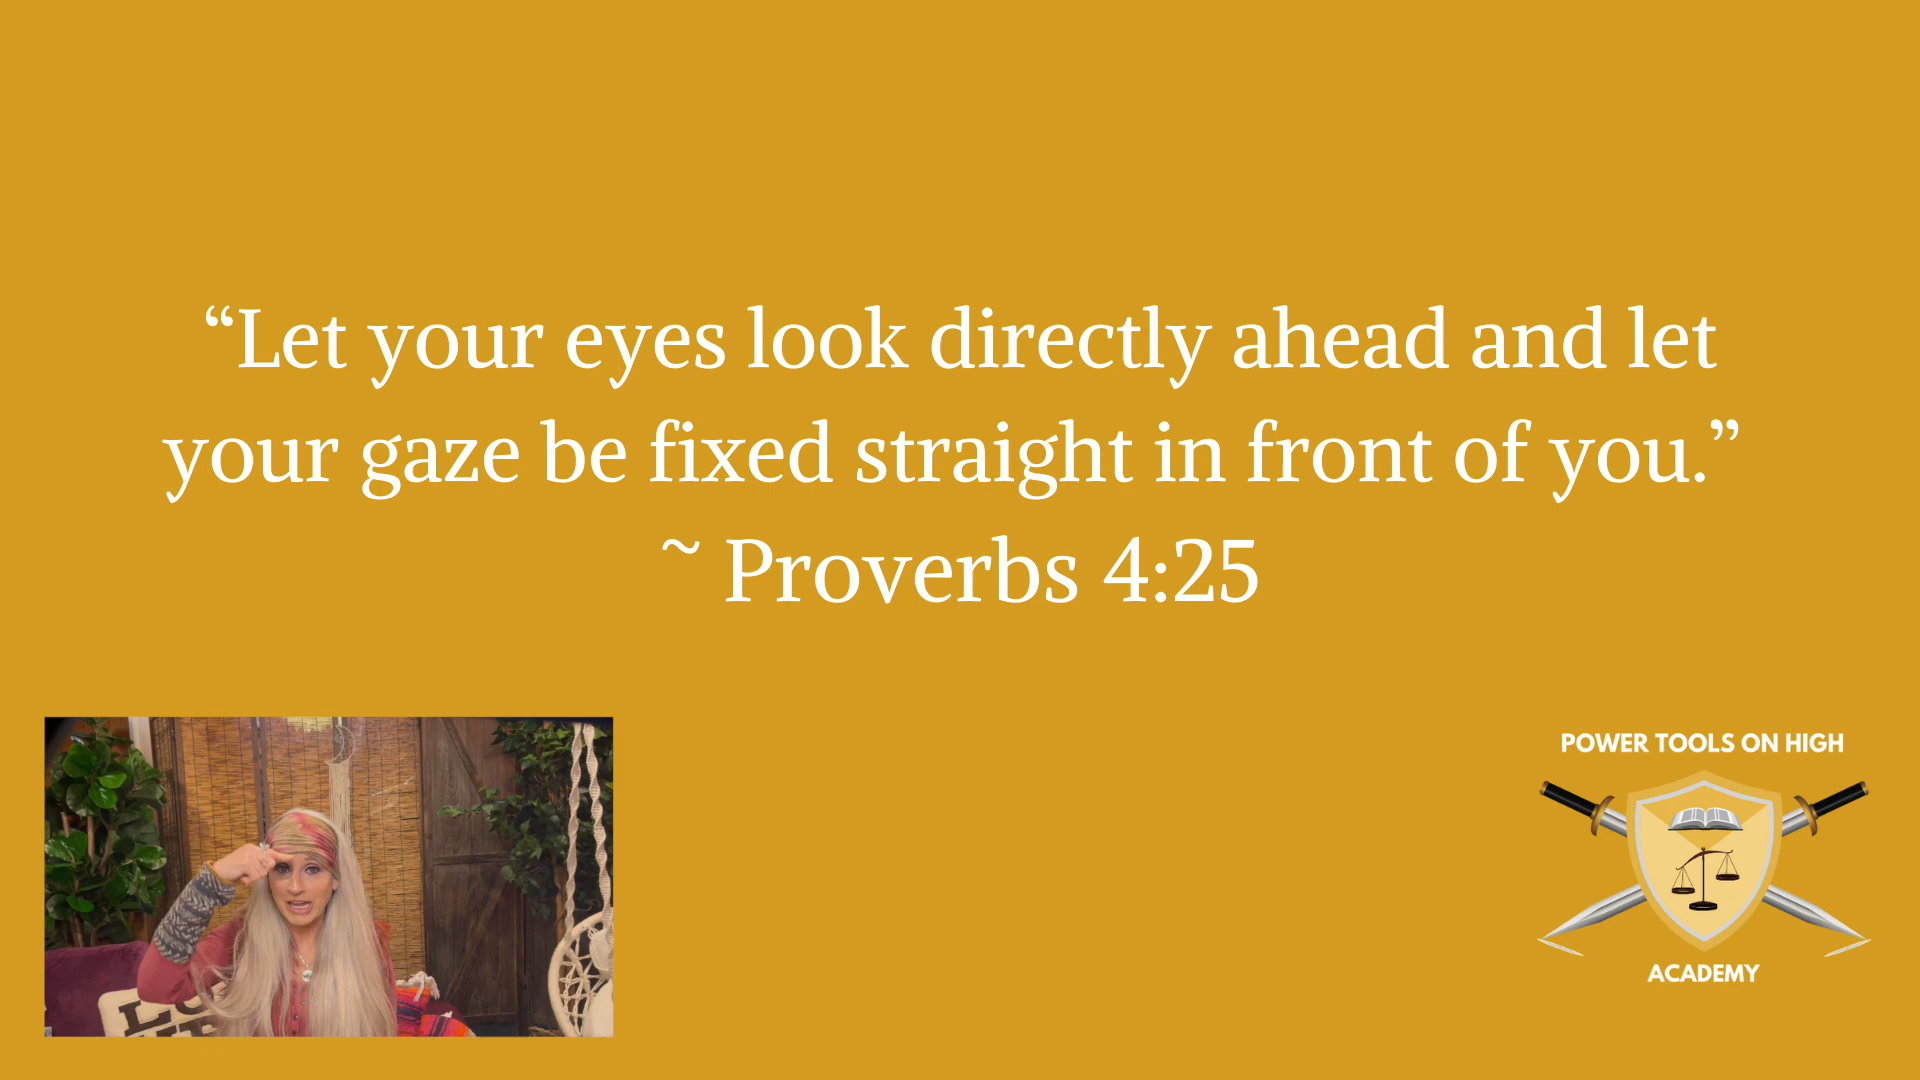 “Let your eyes look directly ahead and let
your gaze be fixed straight in front of you.”
~ Proverbs 4:25
POWER TOOLS ON HIGH
ACADEMY